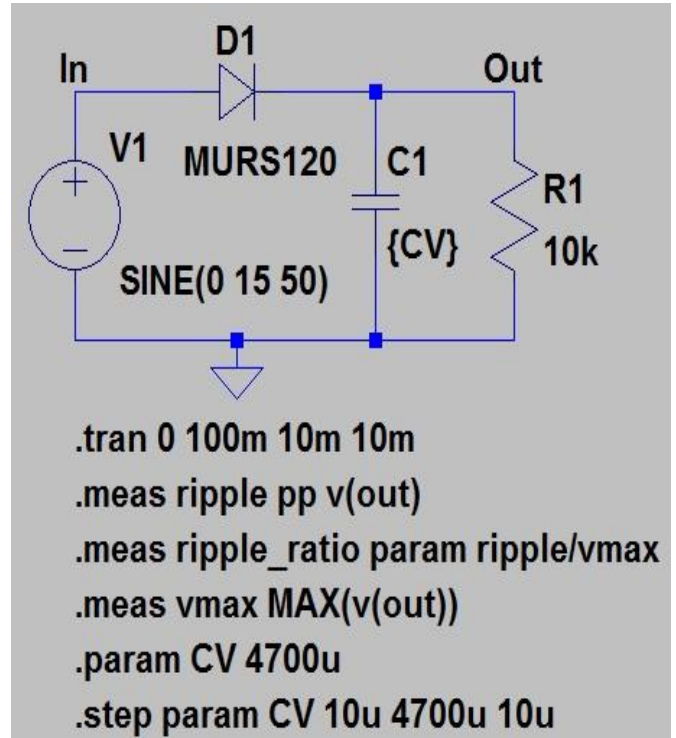 D1
In
Out
V1
MURS120
C1
R1
{CV}
10k
SINE(0 15 50)
.tran 0 100m 10m 10m
.meas ripple pp v(out)
.meas ripple_ratio param ripple/vmax
.meas vmax MAX(v(out))
.param CV 4700u
.step param CV 10u 4700u 10u